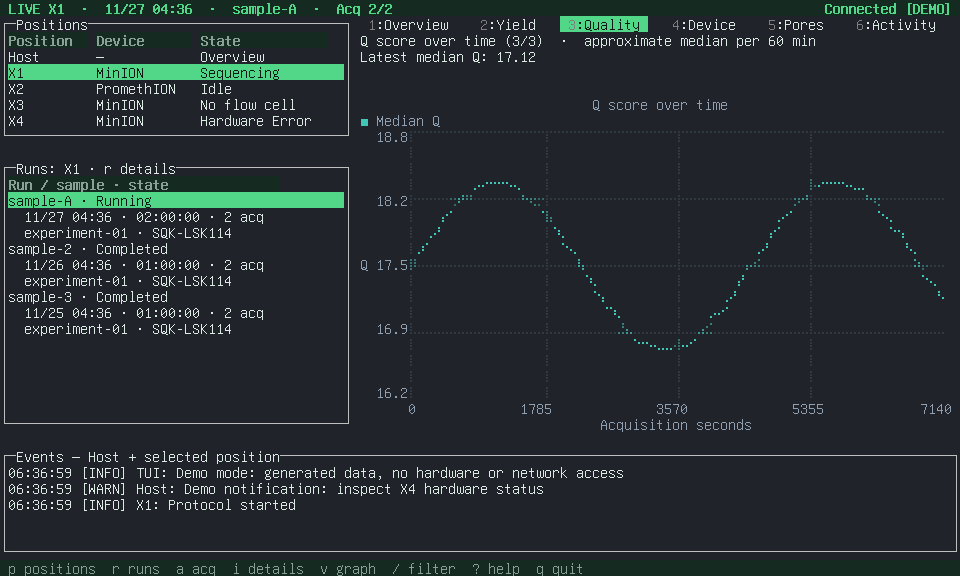 LIVE X1  ·  11/27 04:36  ·  sample-A  ·  Acq 2/2
Connected [DEMO]
Positions
Position Device State
Host — Overview
X1 MinION Sequencing
X2 PromethION Idle
X3 MinION No flow cell
X4 MinION Hardware Error
Runs: X1 · r details
Run / sample · state
sample-A · Running
11/27 04:36 · 02:00:00 · 2 acq
experiment-01 · SQK-LSK114
sample-2 · Completed
11/26 04:36 · 01:00:00 · 2 acq
experiment-01 · SQK-LSK114
sample-3 · Completed
11/25 04:36 · 01:00:00 · 2 acq
experiment-01 · SQK-LSK114
1:Overview 2:Yield 3:Quality 4:Device 5:Pores 6:Activity
Q score over time (3/3)  ·  approximate median per 60 min
Latest median Q: 17.12
Q score over time
Median Q
18.8
18.2
Q 17.5
16.9
16.2
0 1785 3570 5355 7140
Acquisition seconds
Events — Host + selected position
06:36:59 [INFO] TUI: Demo mode: generated data, no hardware or network access
06:36:59 [WARN] Host: Demo notification: inspect X4 hardware status
06:36:59 [INFO] X1: Protocol started
p positions  r runs  a acq  i details  v graph  / filter  ? help  q quit